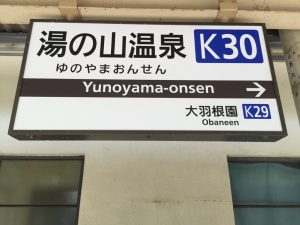 湯の山温泉 K30
ゆのやまおんせん
Yunoyama-onsen →
大羽根園 K29
Obaneen